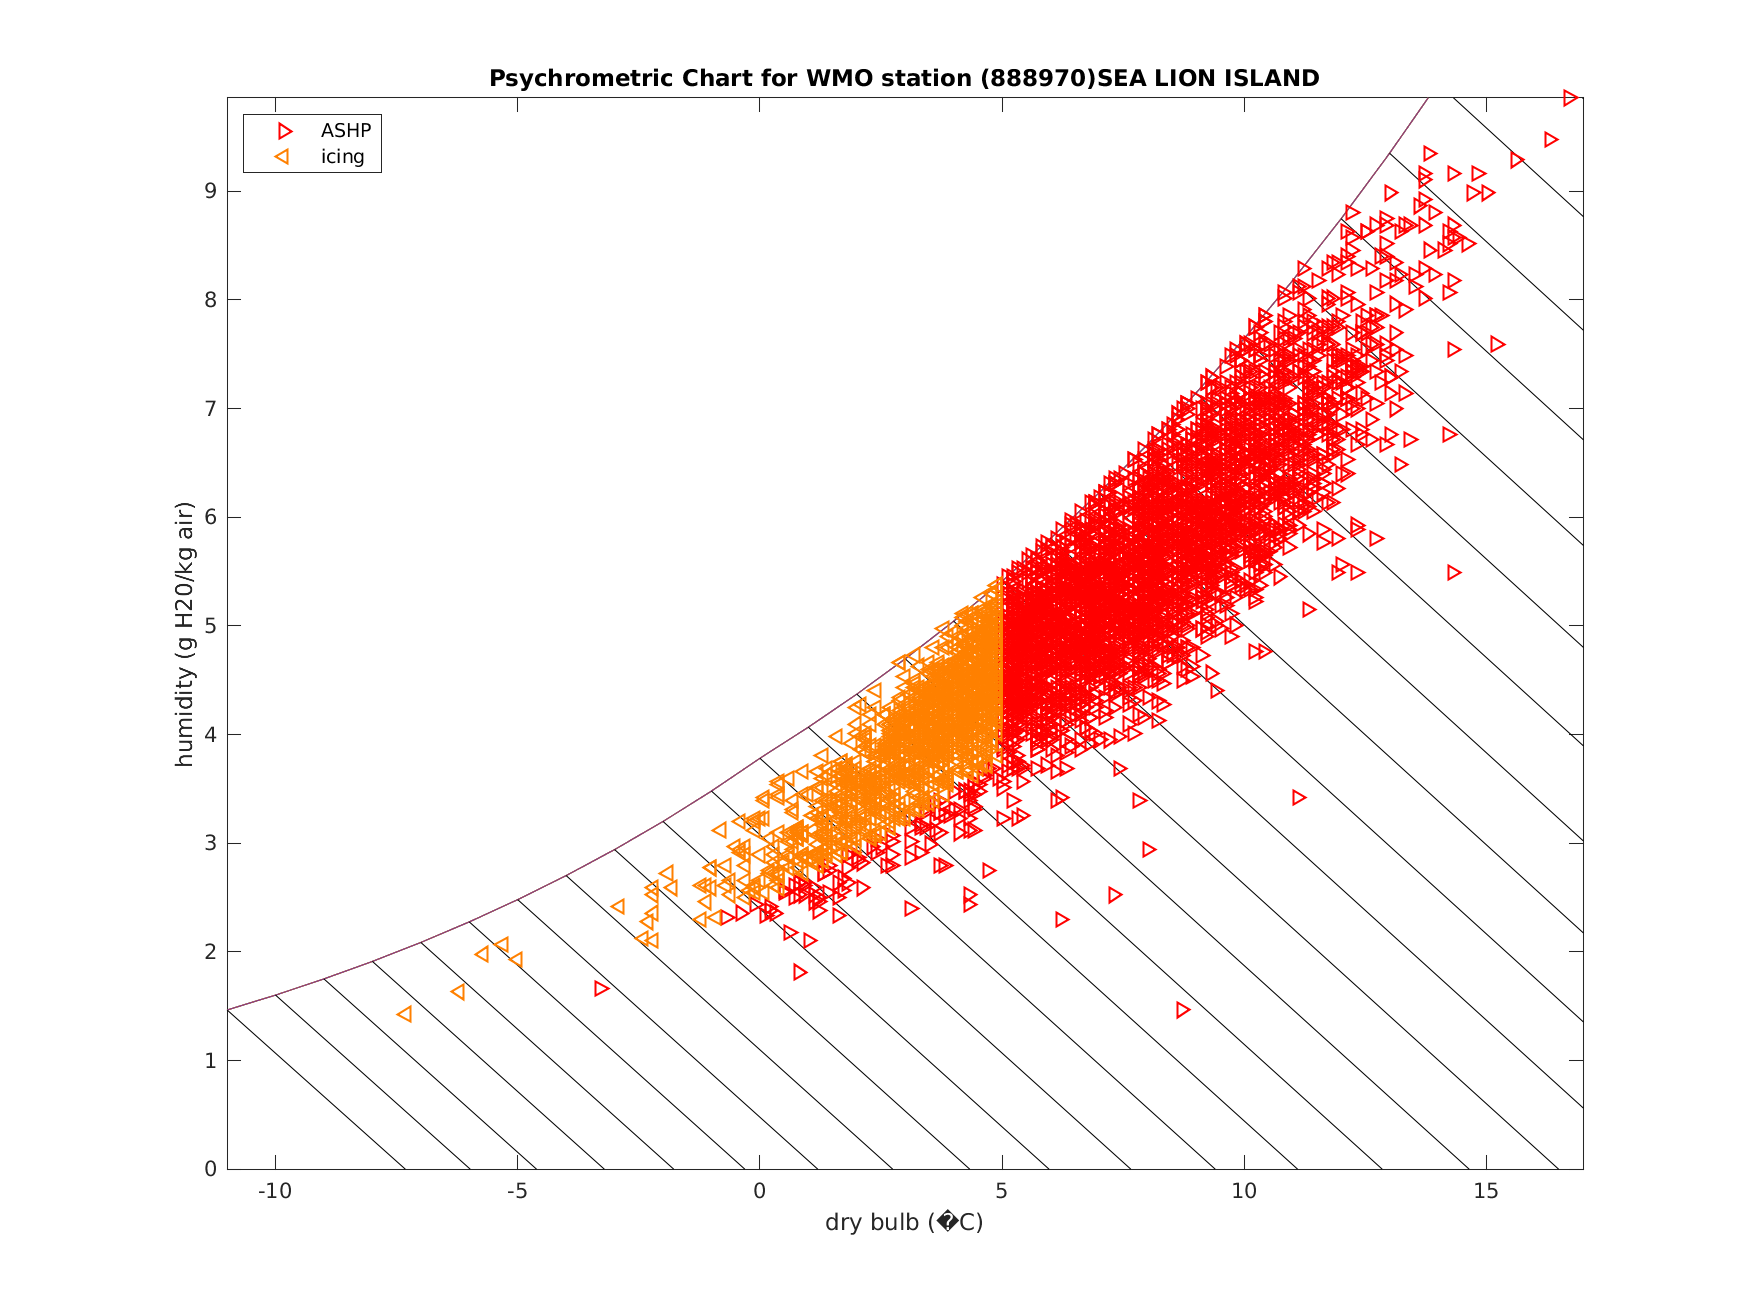 Psychrometric Chart for WMO station (888970)SEA LION ISLAND
ASHP
icing
humidity (g H20/kg air)
9
8
7
6
5
4
3
2
1
0
-10 -5 0 5 10 15
dry bulb (�C)